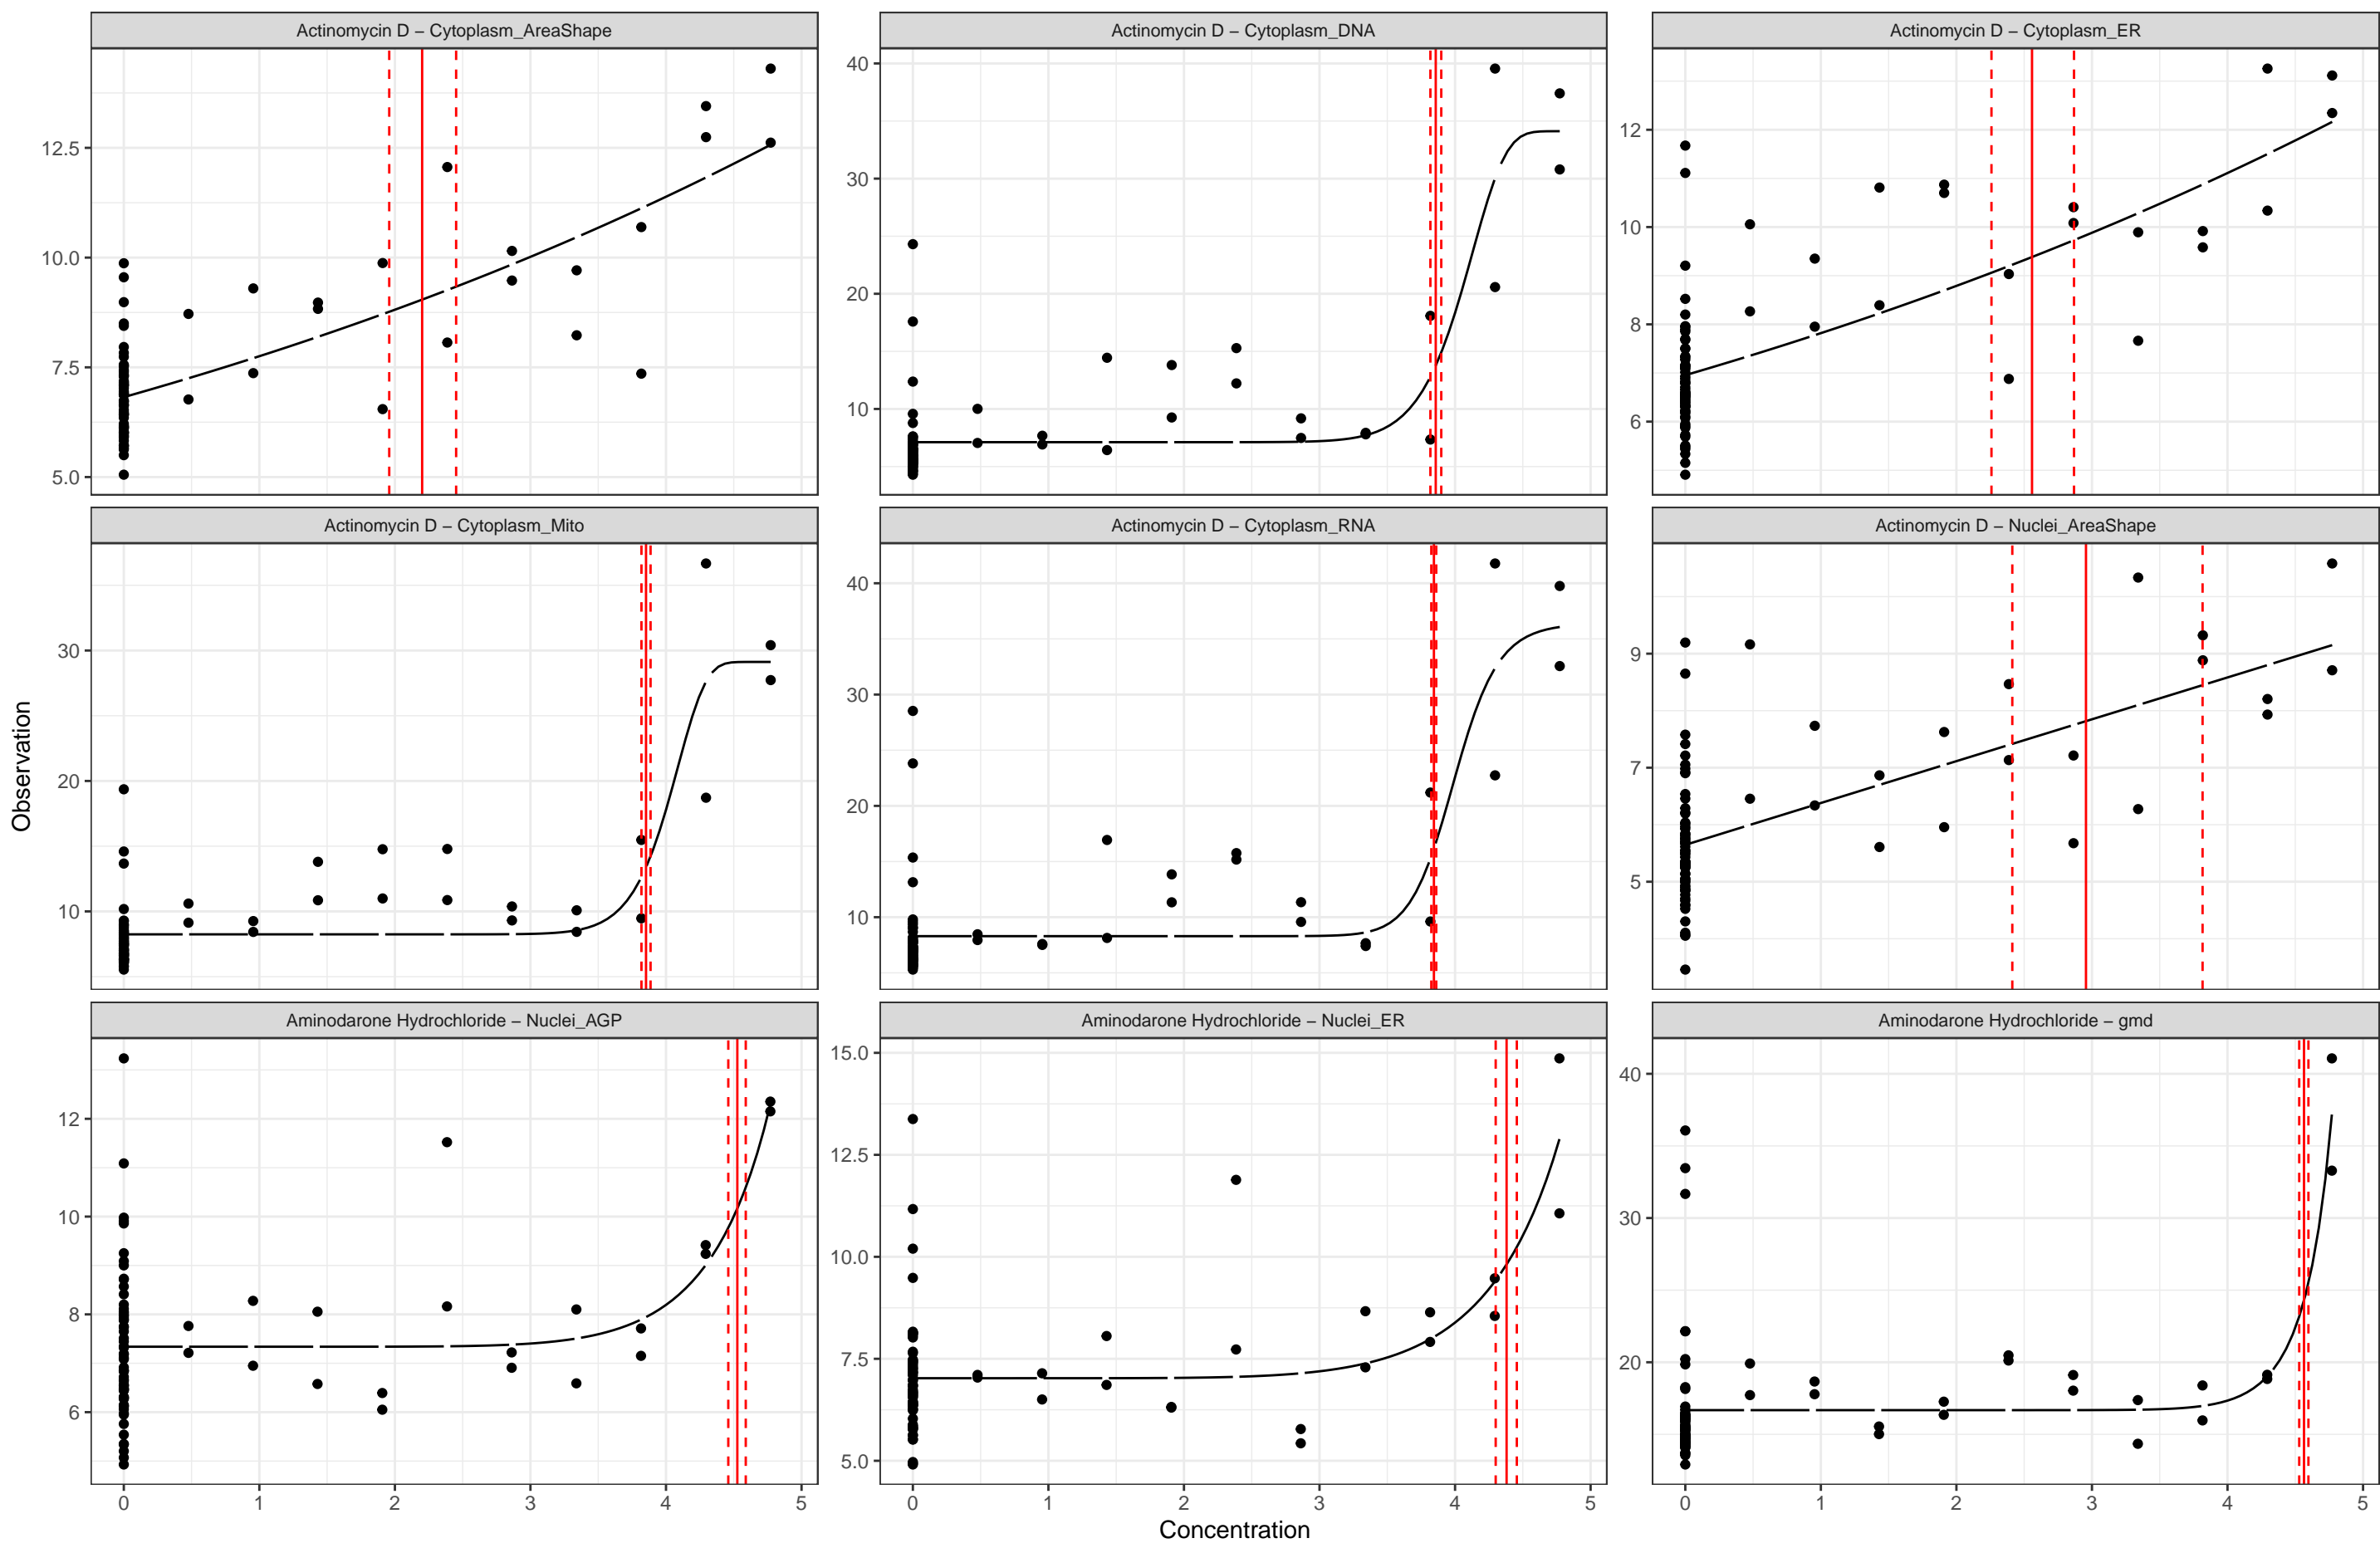 Actinomycin D – Cytoplasm_AreaShape
Actinomycin D – Cytoplasm_DNA
Actinomycin D – Cytoplasm_ER
12.5
10.0
7.5
5.0
40
30
20
10
12
10
8
6
Actinomycin D – Cytoplasm_Mito
Actinomycin D – Cytoplasm_RNA
Actinomycin D – Nuclei_AreaShape
30
20
10
40
30
20
10
9
7
5
Observation
Aminodarone Hydrochloride – Nuclei_AGP
Aminodarone Hydrochloride – Nuclei_ER
Aminodarone Hydrochloride – gmd
12
10
8
6
15.0
12.5
10.0
7.5
5.0
40
30
20
0 1 2 3 4 5
0 1 2 3 4 5
0 1 2 3 4 5
Concentration